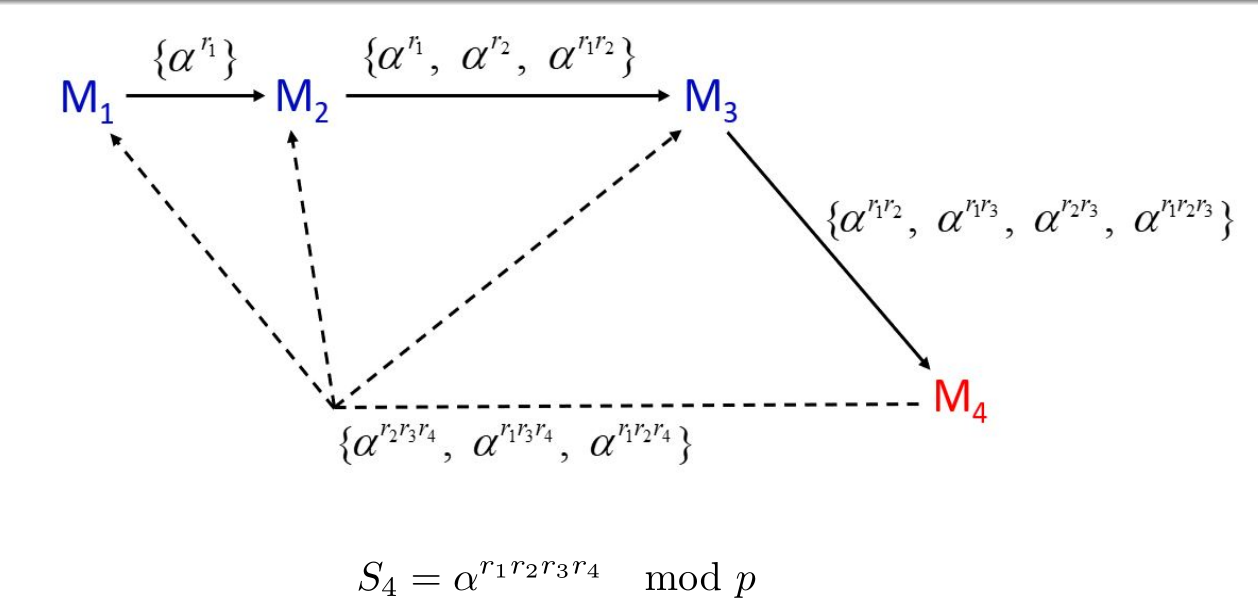 {α^{r₁}} {α^{r₁}, α^{r₂}, α^{r₁r₂}}
M₁ M₂ M₃
{α^{r₁r₂}, α^{r₁r₃}, α^{r₂r₃}, α^{r₁r₂r₃}}
M₄
{α^{r₂r₃r₄}, α^{r₁r₃r₄}, α^{r₁r₂r₄}}
S₄ = α^{r₁r₂r₃r₄} mod p